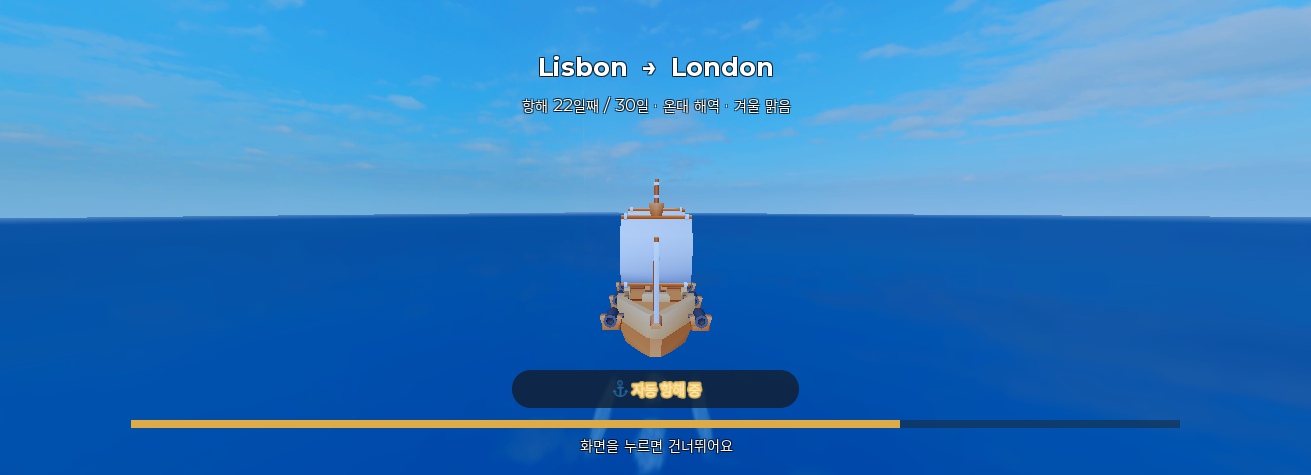 Lisbon → London
항해 22일째 / 30일 · 온대 해역 · 겨울 맑음
⚓ 자동 항해 중
화면을 누르면 건너뛰어요